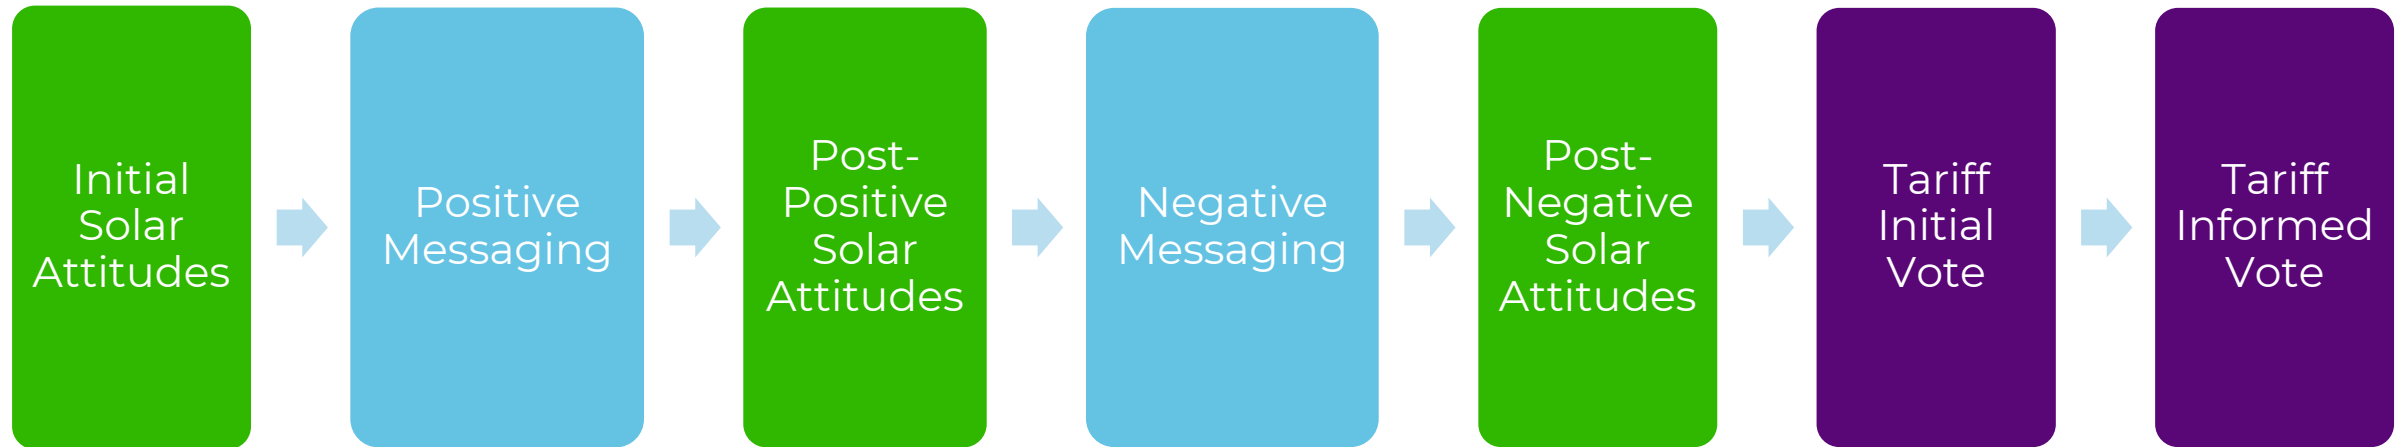 Initial
Solar
Attitudes
Positive
Messaging
Post-
Positive
Solar
Attitudes
Negative
Messaging
Post-
Negative
Solar
Attitudes
Tariff
Initial
Vote
Tariff
Informed
Vote